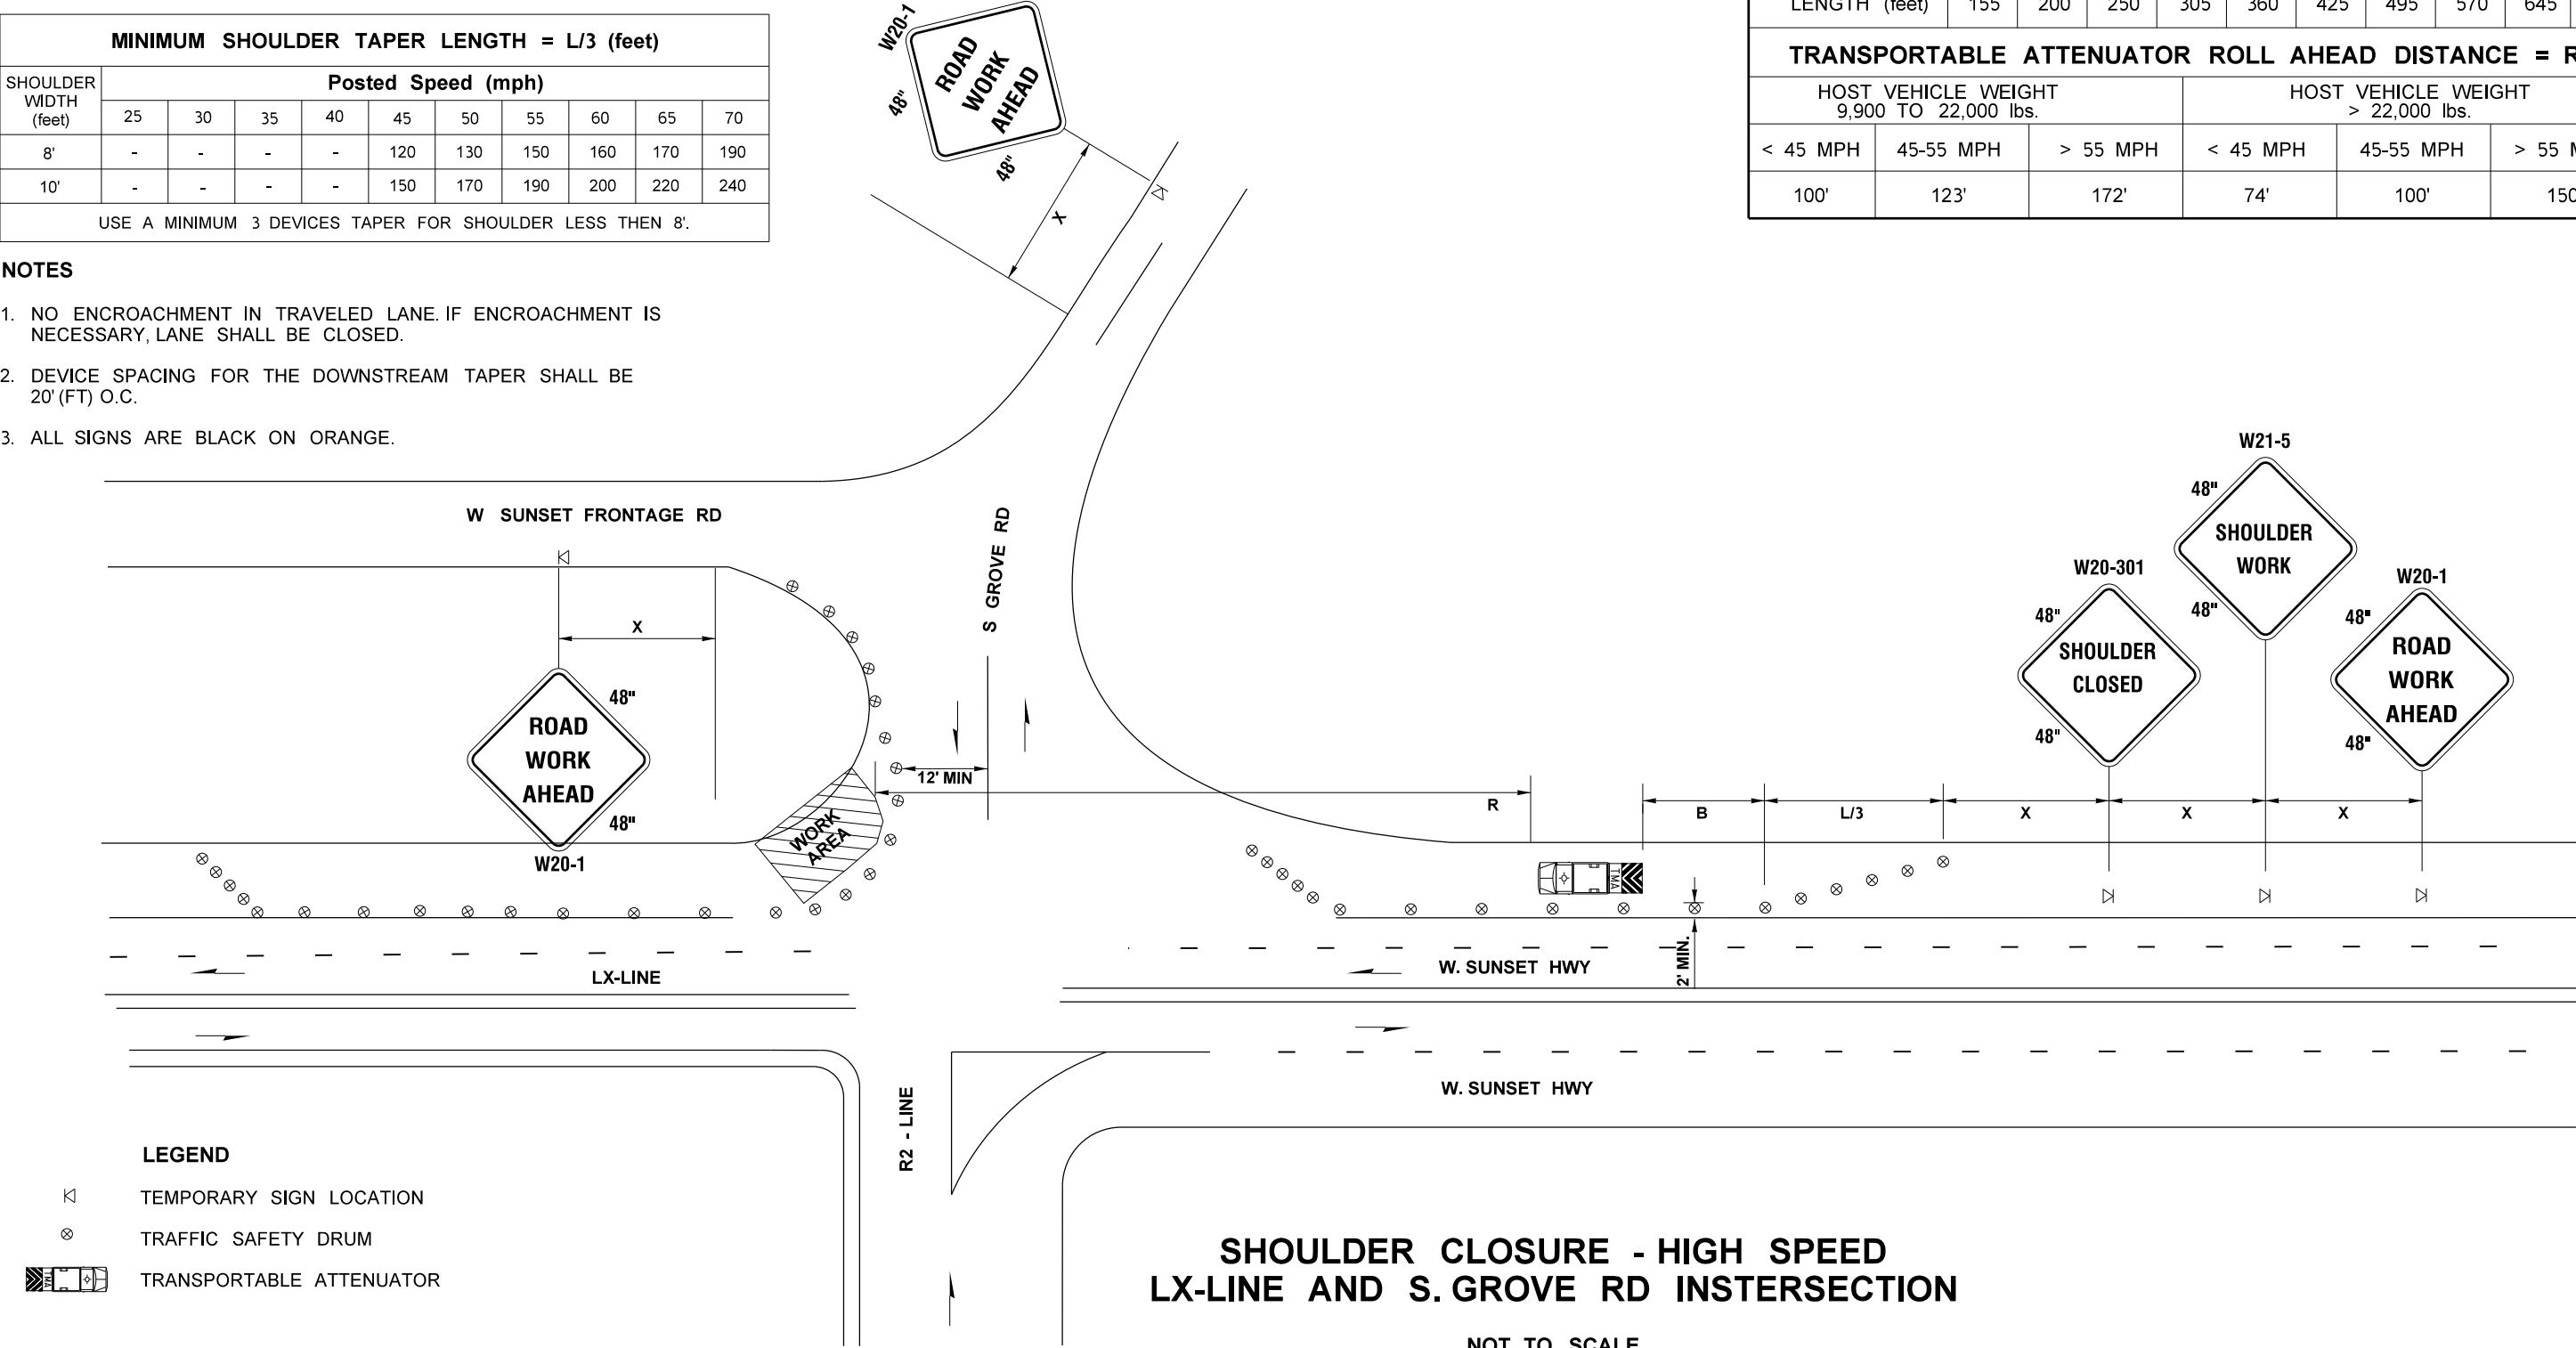 MINIMUM SHOULDER TAPER LENGTH = L/3 (feet)
SHOULDER WIDTH (feet)
Posted Speed (mph)
25 30 35 40 45 50 55 60 65 70
8' - - - - 120 130 150 160 170 190
10' - - - - 150 170 190 200 220 240
USE A MINIMUM 3 DEVICES TAPER FOR SHOULDER LESS THEN 8'.
LENGTH (feet) 155 200 250 305 360 425 495 570 645
TRANSPORTABLE ATTENUATOR ROLL AHEAD DISTANCE = R
HOST VEHICLE WEIGHT
9,900 TO 22,000 lbs.
HOST VEHICLE WEIGHT
> 22,000 lbs.
< 45 MPH 45-55 MPH > 55 MPH < 45 MPH 45-55 MPH > 55 M
100' 123' 172' 74' 100' 150
NOTES
1. NO ENCROACHMENT IN TRAVELED LANE. IF ENCROACHMENT IS
NECESSARY, LANE SHALL BE CLOSED.
2. DEVICE SPACING FOR THE DOWNSTREAM TAPER SHALL BE
20' (FT) O.C.
3. ALL SIGNS ARE BLACK ON ORANGE.
W20-1
ROAD
WORK
AHEAD
48"
48"
X
W SUNSET FRONTAGE RD
S GROVE RD
X
ROAD
WORK
AHEAD
48"
48"
W20-1
WORK
AREA
12' MIN
R
B
L/3
X
X
X
W20-301
48"
SHOULDER
CLOSED
48"
W21-5
48"
SHOULDER
WORK
48"
W20-1
48"
ROAD
WORK
AHEAD
48"
TMA
2' MIN.
LX-LINE
W. SUNSET HWY
W. SUNSET HWY
R2 - LINE
LEGEND
TEMPORARY SIGN LOCATION
TRAFFIC SAFETY DRUM
TMA
TRANSPORTABLE ATTENUATOR
SHOULDER CLOSURE - HIGH SPEED
LX-LINE AND S. GROVE RD INSTERSECTION
NOT TO SCALE